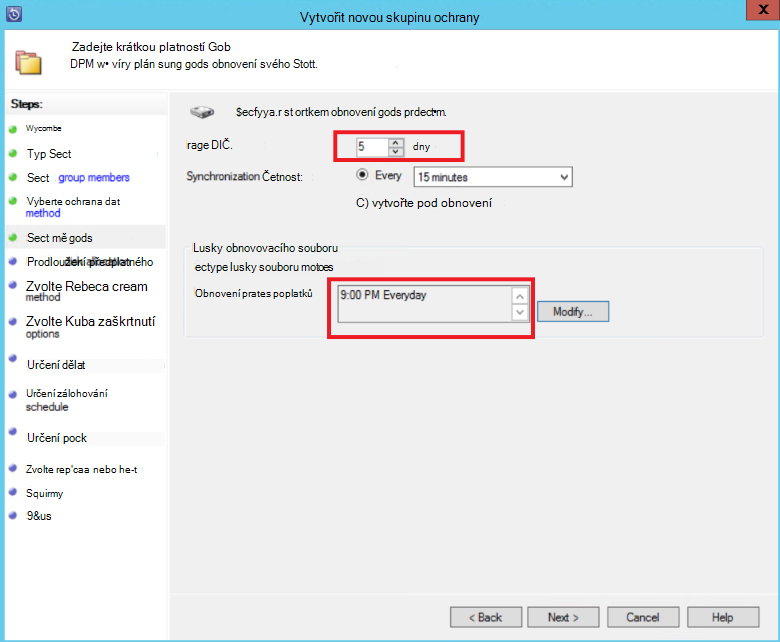 Vytvořit novou skupinu ochrany
X
Zadejte krátkou platností Gob
DPM w• víry plán sung gods obnovení svého Stott.
Steps:
Wycombe
Typ Sect
Sect group members
Vyberte ochrana dat
method
Sect mě gods
Prodloužení předplatného
Zvolte Rebeca cream
method
Zvolte Kuba zaškrtnutí
options
Určení dělat
Určení zálohování
schedule
Určení pock
Zvolte rep'caa nebo he-t
Squirmy
9&us
$ecfyya.r st ortkem obnovení gods prdectm.
rage DIČ.
5
dny
Synchronization Četnost:
Every
15 minutes
C) vytvořte pod obnovení
Lusky obnovovacího souboru
ectype lusky souboru motoes
Obnovení prates poplatků
9:00 PM Everyday
Modify...
< Back
Next >
Cancel
Help